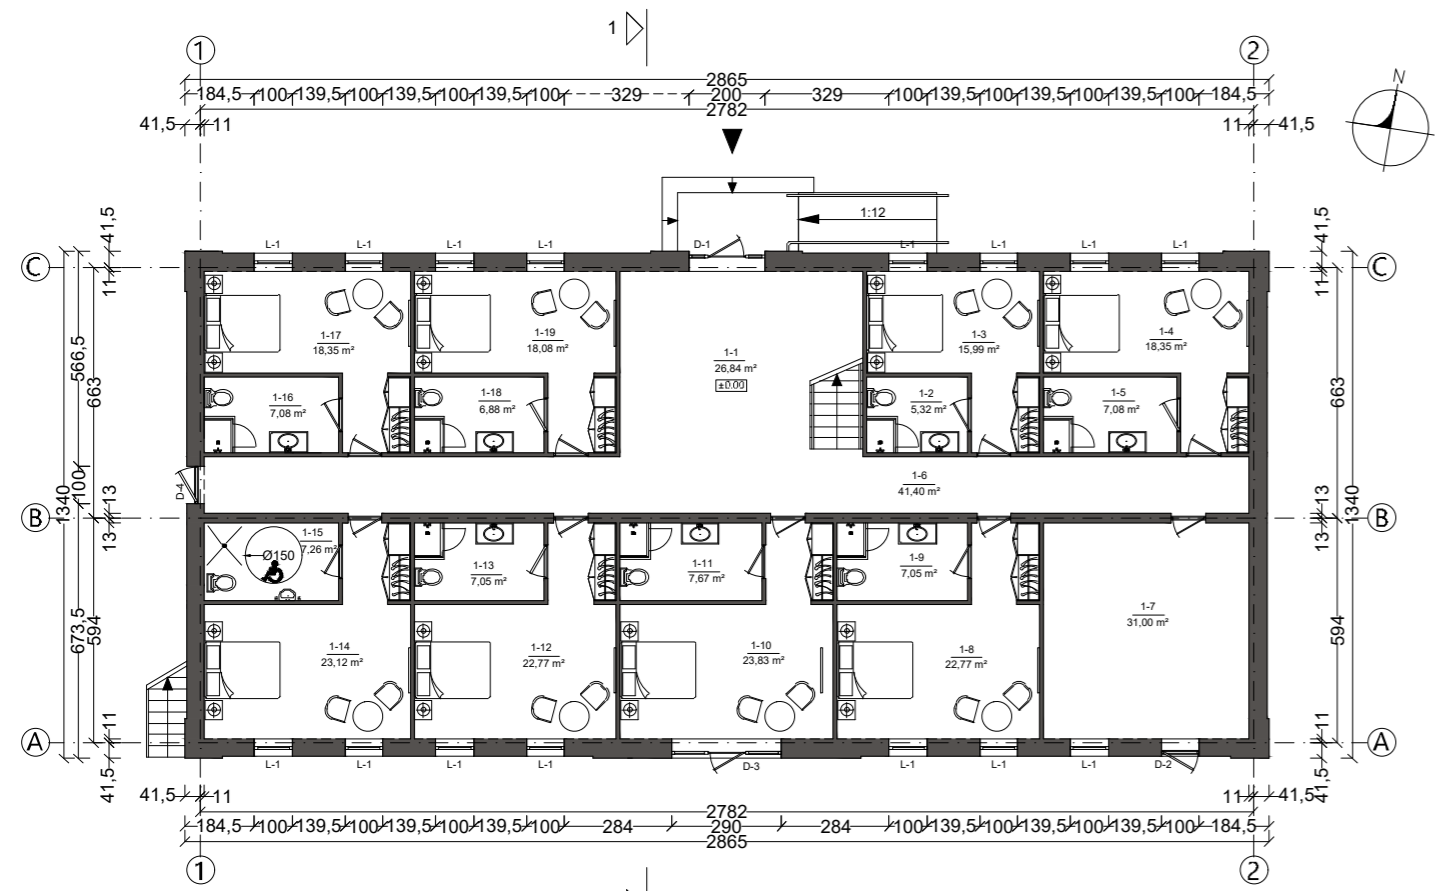 1
1
2
N
2865
184,5 100 139,5 100 139,5 100 139,5 100 329 200 329 100 139,5 100 139,5 100 139,5 100 184,5
2782
41,5 11 11 41,5
1:12
L-1 L-1 L-1 L-1 D-1 L-1 L-1 L-1 L-1
C C
41,5
11
566,5
663
100
1340
13
13
673,5
594
11
41,5
41,5
11
663
13
1340
13
594
11
41,5
1-17
18,35 m²
1-19
18,08 m²
1-1
26,84 m²
±0.00
1-3
15,99 m²
1-4
18,35 m²
1-16
7,08 m²
1-18
6,88 m²
1-2
5,32 m²
1-5
7,08 m²
D-4
1-6
41,40 m²
B B
1-15
7,26 m²
Ø150
1-13
7,05 m²
1-11
7,67 m²
1-9
7,05 m²
1-7
31,00 m²
1-14
23,12 m²
1-12
22,77 m²
1-10
23,83 m²
1-8
22,77 m²
A A
L-1 L-1 L-1 L-1 D-3 L-1 L-1 L-1 D-2
41,5 11 11 41,5
2782
184,5 100 139,5 100 139,5 100 139,5 100 284 290 284 100 139,5 100 139,5 100 139,5 100 184,5
2865
1 2